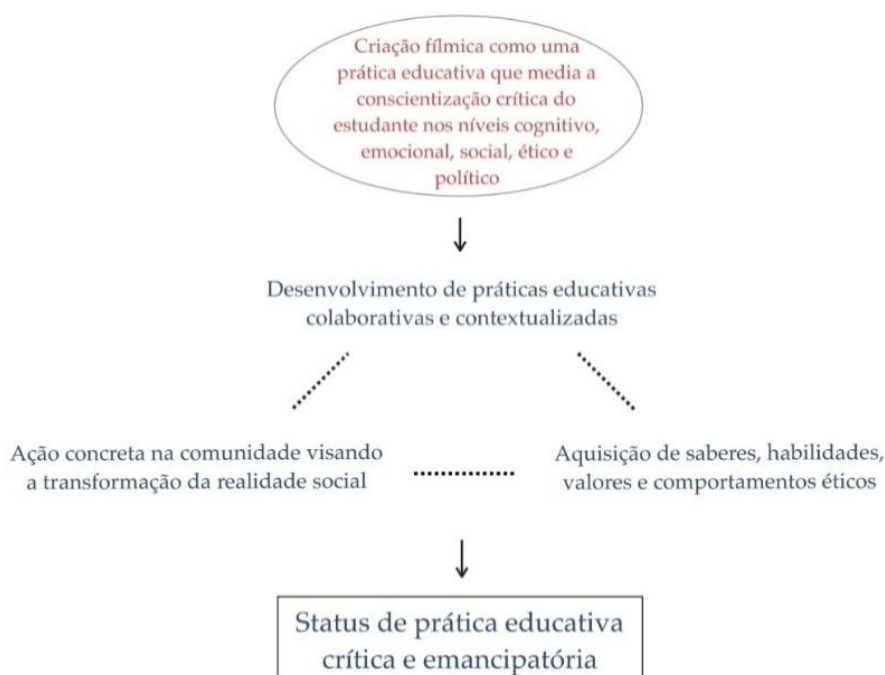 Criação fílmica como uma
prática educativa que media a
conscientização crítica do
estudante nos níveis cognitivo,
emocional, social, ético e
político
Desenvolvimento de práticas educativas
colaborativas e contextualizadas
Ação concreta na comunidade visando
a transformação da realidade social
Aquisição de saberes, habilidades,
valores e comportamentos éticos
Status de prática educativa
crítica e emancipatória